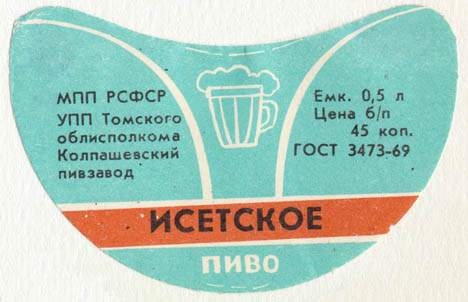 МПП РСФСР
УПП Томского
облисполкома
Колпашевский
пивзавод
Емк. 0,5 л
Цена б/п
45 коп.
ГОСТ 3473-69
ИСЕТСКОЕ
ПИВО